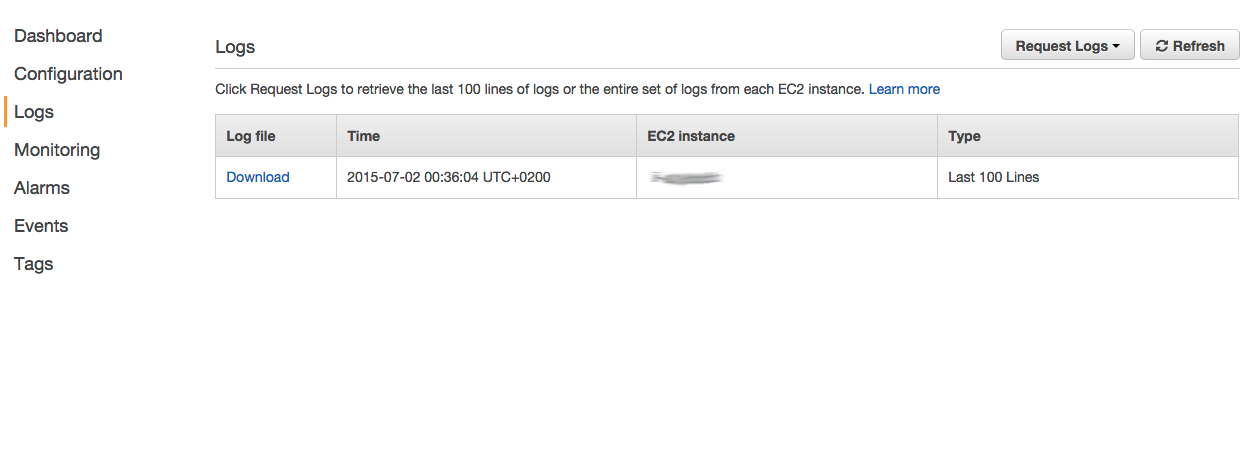 Dashboard
Configuration
Logs
Monitoring
Alarms
Events
Tags
Logs
Request Logs
Refresh
Click Request Logs to retrieve the last 100 lines of logs or the entire set of logs from each EC2 instance. Learn more
Log file Time EC2 instance Type
Download 2015-07-02 00:36:04 UTC+0200 Last 100 Lines